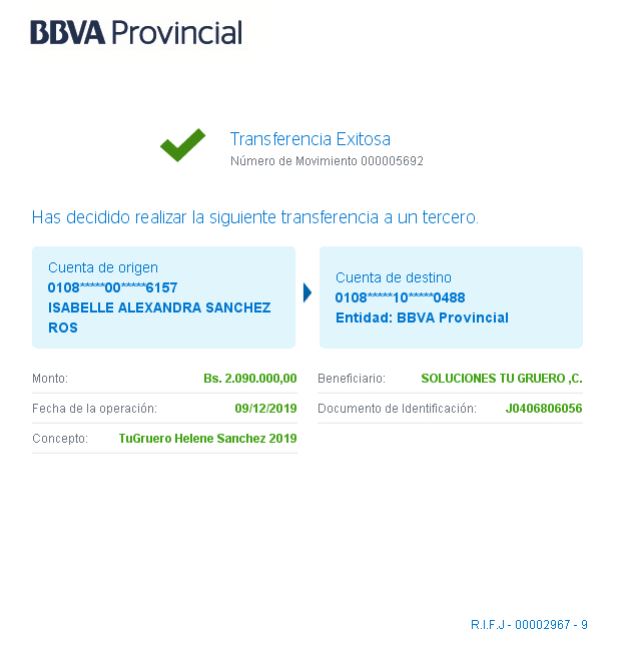 BBVA Provincial
Transferencia Exitosa
Número de Movimiento 000005692
Has decidido realizar la siguiente transferencia a un tercero.
Cuenta de origen
0108*****00*****6157
ISABELLE ALEXANDRA SANCHEZ
ROS
Cuenta de destino
0108*****10*****0488
Entidad: BBVA Provincial
Monto: Bs. 2.090.000,00
Fecha de la operación: 09/12/2019
Concepto: TuGruero Helene Sanchez 2019
Beneficiario: SOLUCIONES TU GRUERO ,C.
Documento de Identificación: J0406806056
R.I.F.J - 00002967 - 9